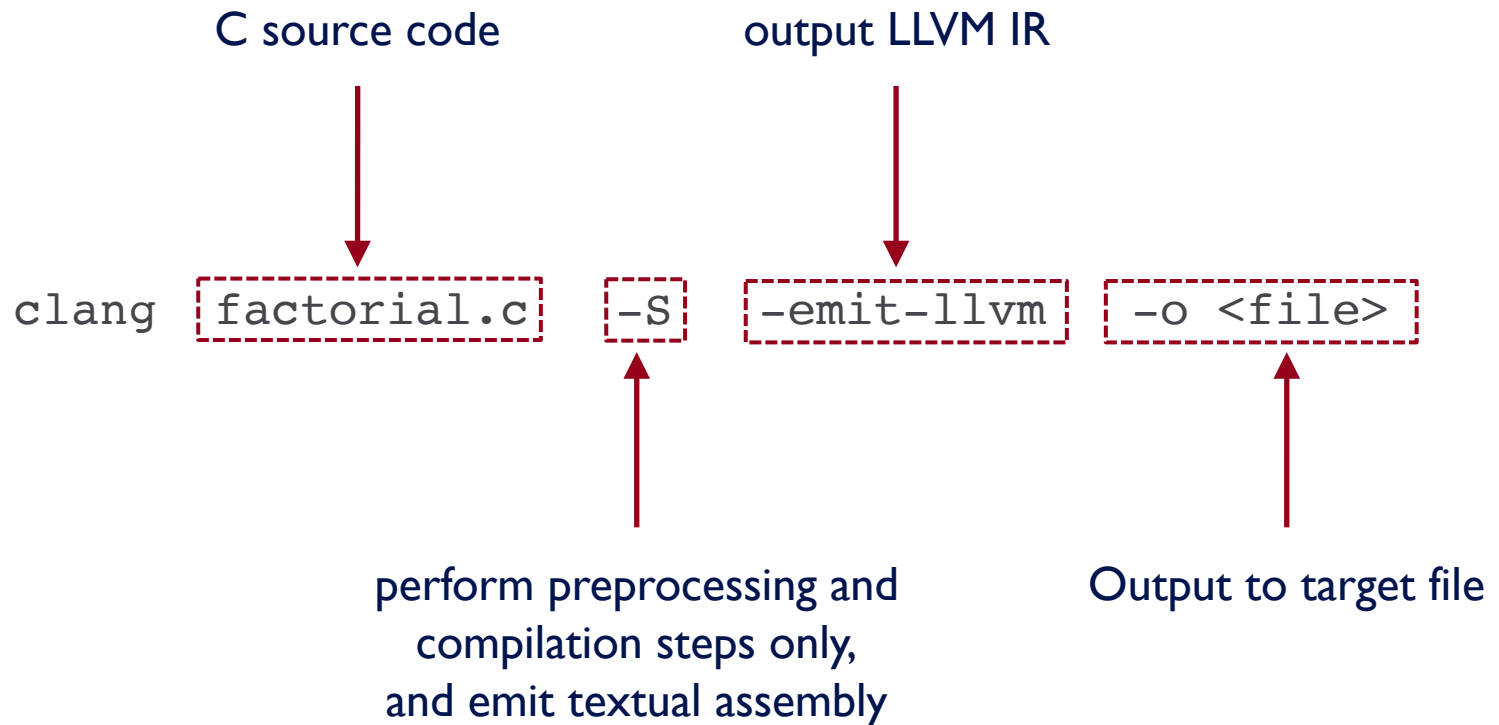 C source code
output LLVM IR
clang factorial.c -S -emit-llvm -o <file>
perform preprocessing and
compilation steps only,
and emit textual assembly
Output to target file